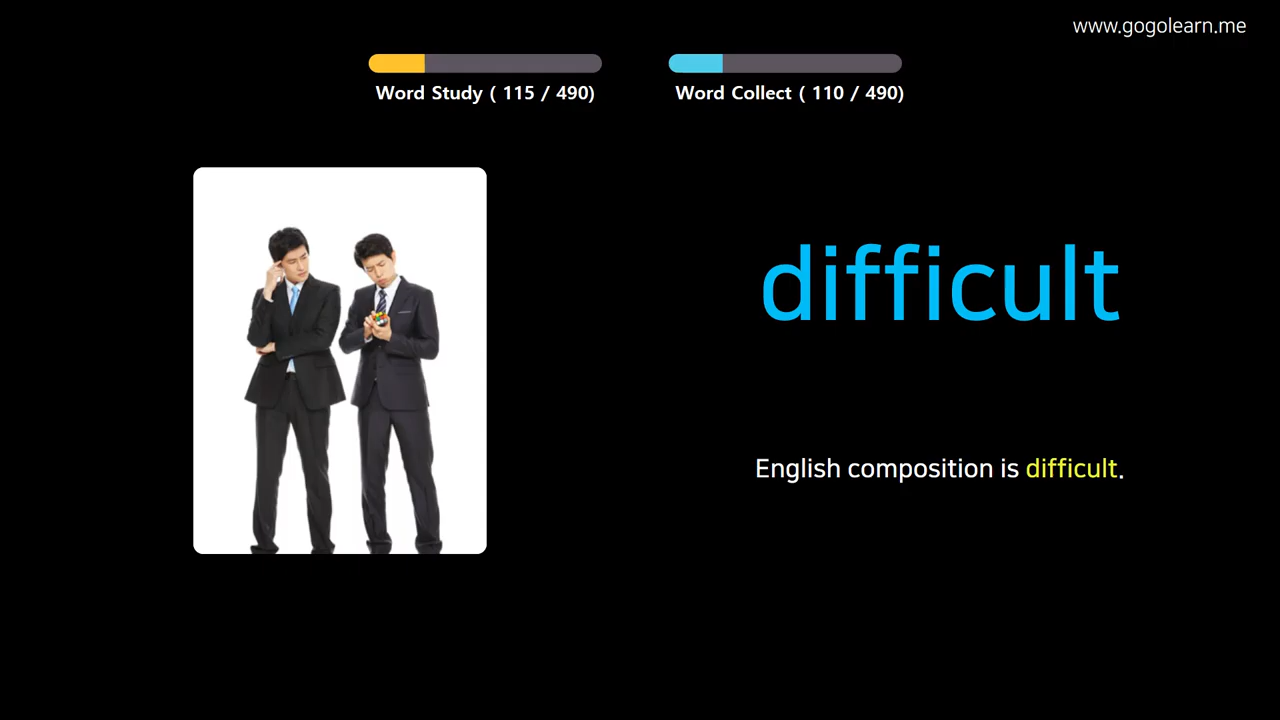 www.gogolearn.me
Word Study ( 115 / 490)
Word Collect ( 110 / 490)
difficult
English composition is difficult.